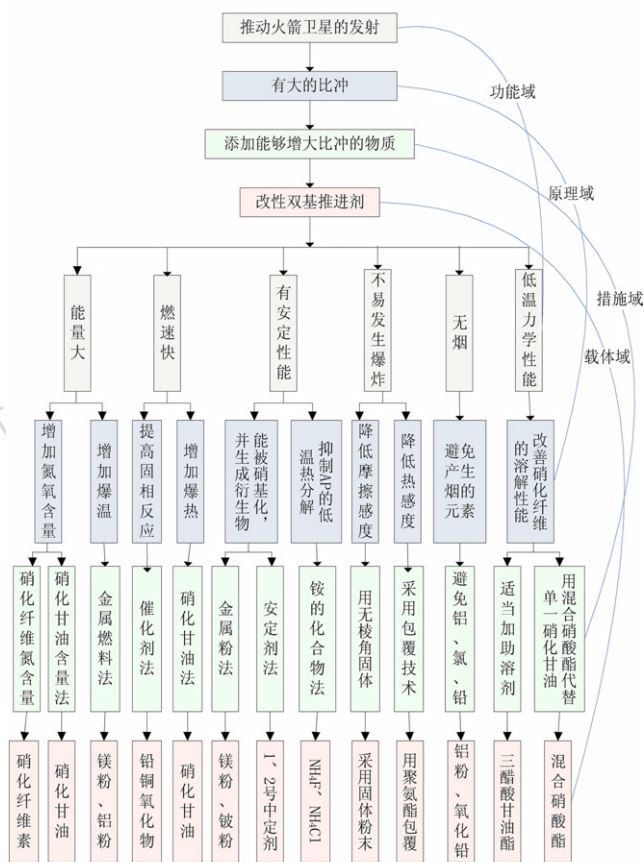 推动火箭卫星的发射
有大的比冲
功能域
添加能够增大比冲的物质
原理域
改性双基推进剂
措施域
载体域
能量大
燃速快
有安定性能
不易发生爆炸
无烟
低温力学性能
增加氮氧含量
增加爆温
提高固相反应
增加爆热
能被硝基化，
并生成衍生物
抑制AP的低
温热分解
降低摩擦感度
降低热感度
免生的素
避产烟元
改善硝化纤维
的溶解性能
硝化纤维氮含量
硝化甘油含量法
金属燃料法
催化剂法
硝化甘油法
金属粉法
安定剂法
铵的化合物法
用无棱角固体
采用包覆技术
避免铝、氯、铅
适当加助溶剂
用混合硝酸酯代替
单一硝化甘油
硝化纤维素
硝化甘油
镁粉、铝粉
铅铜氧化物
硝化甘油
镁粉、铍粉
1、2号中定剂
NH₄F、NH₄Cl
采用固体粉末
用聚氨酯包覆
铝粉、氧化铅
三醋酸甘油酯
混合硝酸酯